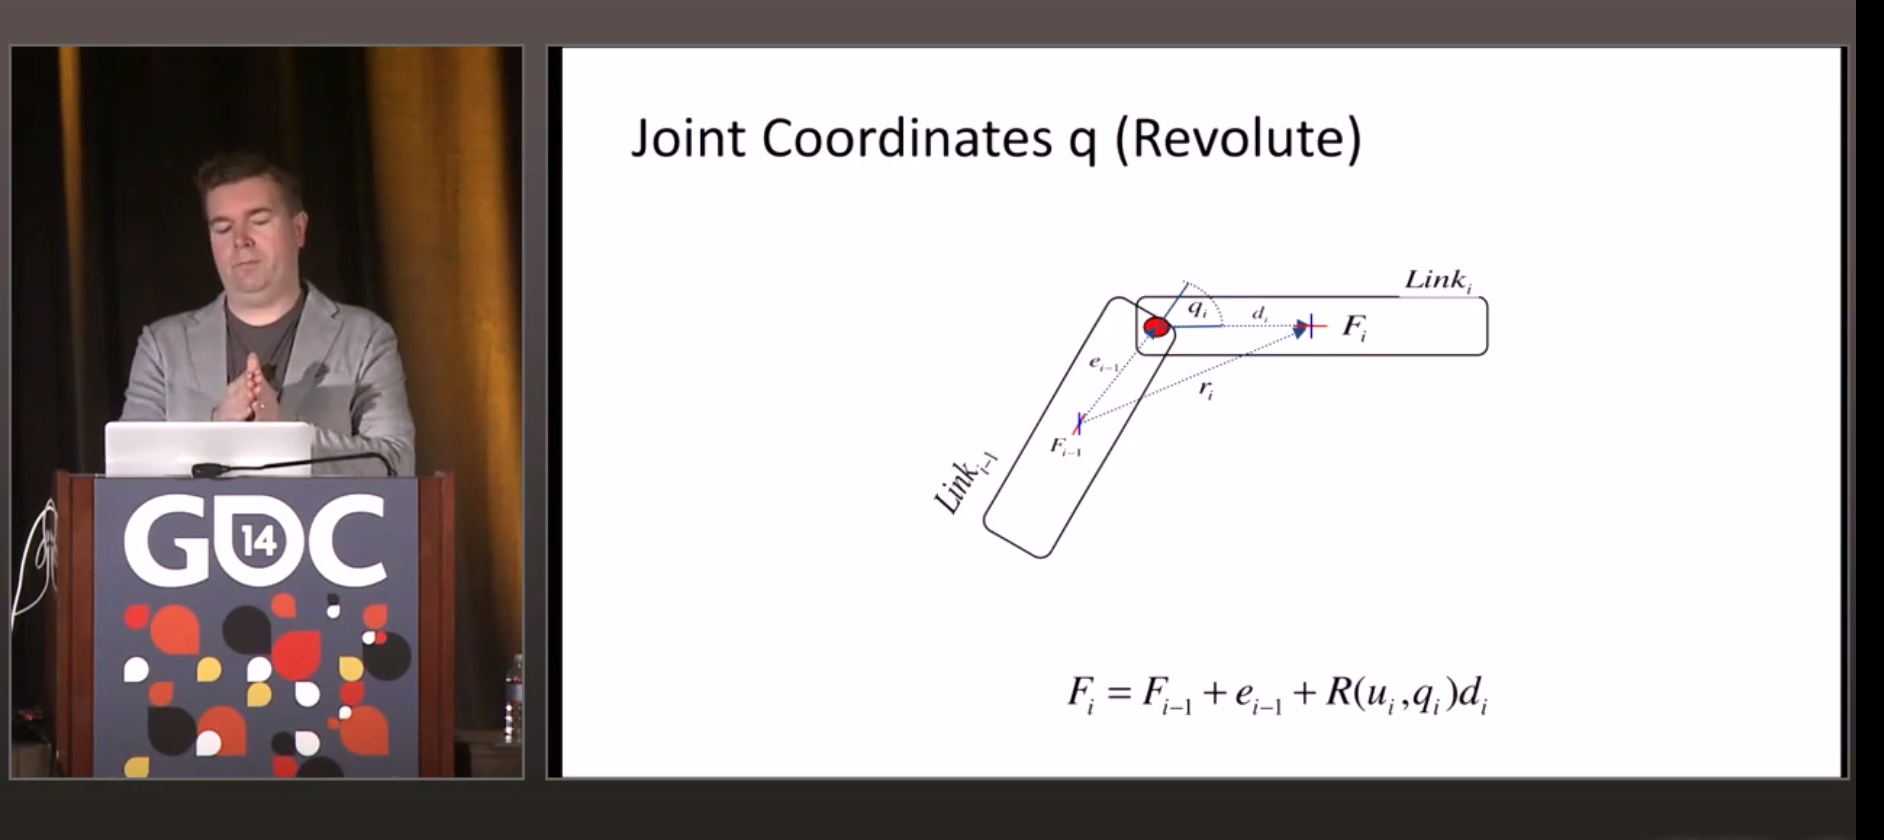 Joint Coordinates q (Revolute)
Link_i
q_i
d_i
F_i
e_{i-1}
r_i
F_{i-1}
Link_{i-1}
F_i = F_{i-1} + e_{i-1} + R(u_i, q_i)d_i
GDC
14